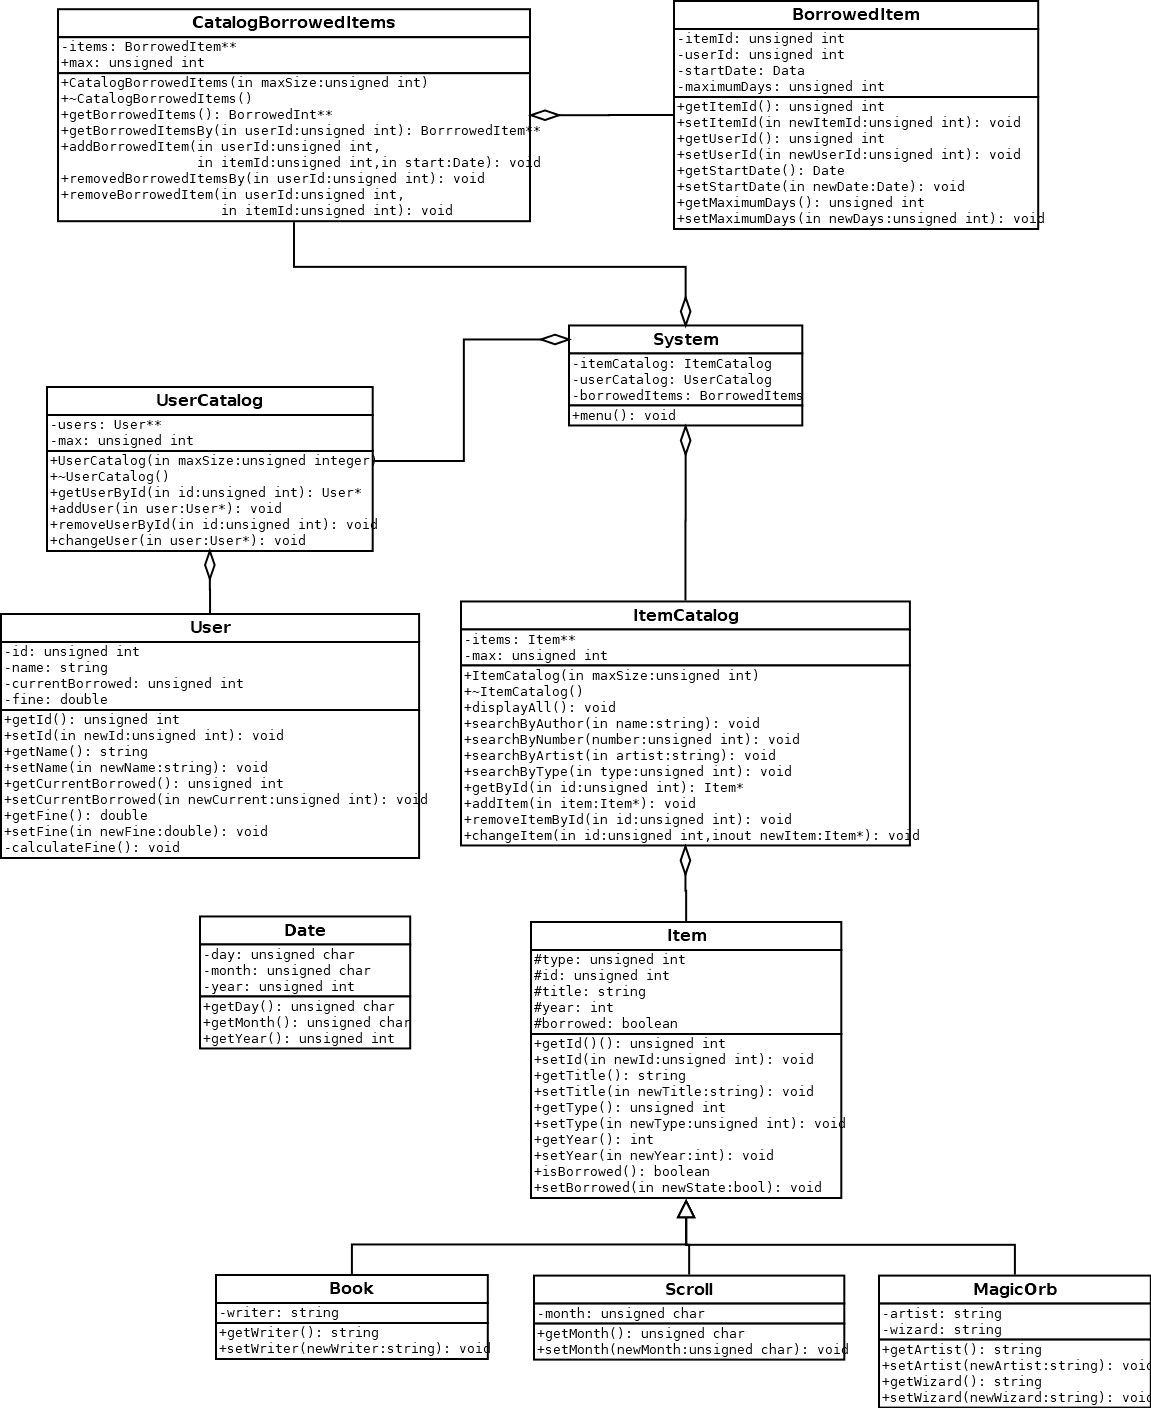 CatalogBorrowedItems
-items: BorrowedItem**
+max: unsigned int
+CatalogBorrowedItems(in maxSize:unsigned int)
+~CatalogBorrowedItems()
+getBorrowedItems(): BorrowedInt**
+getBorrowedItemsBy(in userId:unsigned int): BorrrowedItem**
+addBorrowedItem(in userId:unsigned int,
in itemId:unsigned int,in start:Date): void
+removedBorrowedItemsBy(in userId:unsigned int): void
+removeBorrowedItem(in userId:unsigned int,
in itemId:unsigned int): void
BorrowedItem
-itemId: unsigned int
-userId: unsigned int
-startDate: Data
-maximumDays: unsigned int
+getItemId(): unsigned int
+setItemId(in newItemId:unsigned int): void
+getUserId(): unsigned int
+setUserId(in newUserId:unsigned int): void
+getStartDate(): Date
+setStartDate(in newDate:Date): void
+getMaximumDays(): unsigned int
+setMaximumDays(in newDays:unsigned int): void
System
-itemCatalog: ItemCatalog
-userCatalog: UserCatalog
-borrowedItems: BorrowedItems
+menu(): void
UserCatalog
-users: User**
-max: unsigned int
+UserCatalog(in maxSize:unsigned integer)
+~UserCatalog()
+getUserById(in id:unsigned int): User*
+addUser(in user:User*): void
+removeUserById(in id:unsigned int): void
+changeUser(in user:User*): void
User
-id: unsigned int
-name: string
-currentBorrowed: unsigned int
-fine: double
+getId(): unsigned int
+setId(in newId:unsigned int): void
+getName(): string
+setName(in newName:string): void
+getCurrentBorrowed(): unsigned int
+setCurrentBorrowed(in newCurrent:unsigned int): void
+getFine(): double
+setFine(in newFine:double): void
-calculateFine(): void
ItemCatalog
-items: Item**
-max: unsigned int
+ItemCatalog(in maxSize:unsigned int)
+~ItemCatalog()
+displayAll(): void
+searchByAuthor(in name:string): void
+searchByNumber(number:unsigned int): void
+searchByArtist(in artist:string): void
+searchByType(in type:unsigned int): void
+getById(in id:unsigned int): Item*
+addItem(in item:Item*): void
+removeItemById(in id:unsigned int): void
+changeItem(in id:unsigned int,inout newItem:Item*): void
Date
-day: unsigned char
-month: unsigned char
-year: unsigned int
+getDay(): unsigned char
+getMonth(): unsigned char
+getYear(): unsigned int
Item
#type: unsigned int
#id: unsigned int
#title: string
#year: int
#borrowed: boolean
+getId()(): unsigned int
+setId(in newId:unsigned int): void
+getTitle(): string
+setTitle(in newTitle:string): void
+getType(): unsigned int
+setType(in newType:unsigned int): void
+getYear(): int
+setYear(in newYear:int): void
+isBorrowed(): boolean
+setBorrowed(in newState:bool): void
Book
-writer: string
+getWriter(): string
+setWriter(newWriter:string): void
Scroll
-month: unsigned char
+getMonth(): unsigned char
+setMonth(newMonth:unsigned char): void
MagicOrb
-artist: string
-wizard: string
+getArtist(): string
+setArtist(newArtist:string): void
+getWizard(): string
+setWizard(newWizard:string): void